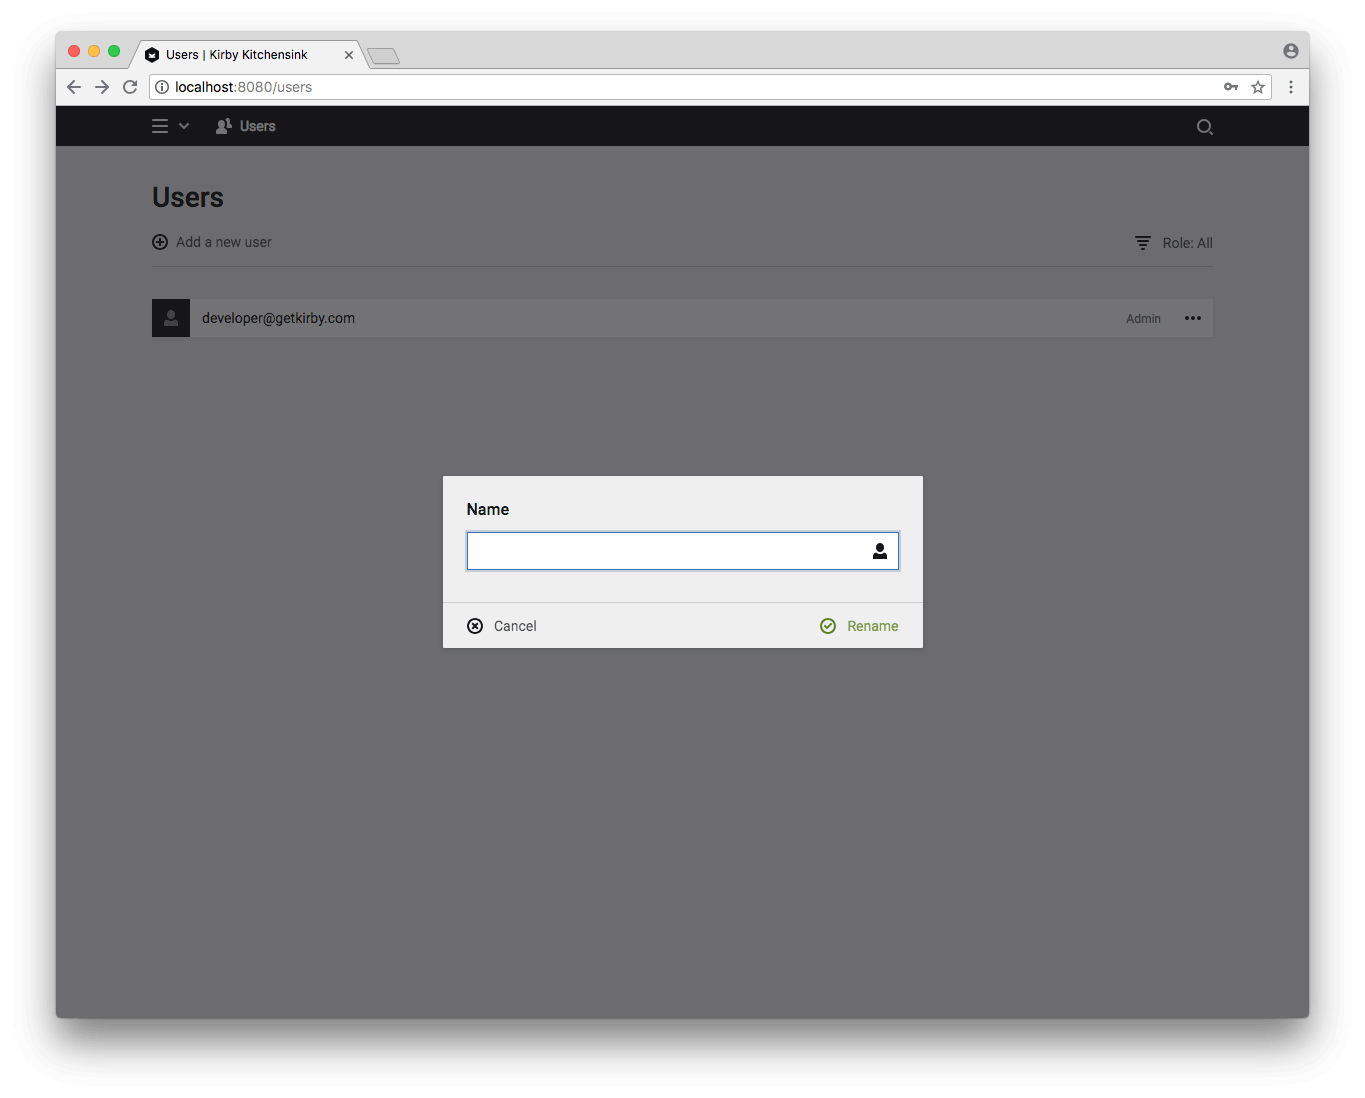 Users | Kirby Kitchensink
localhost:8080/users
Users
Users
Add a new user
Role: All
developer@getkirby.com
Admin
Name
Cancel
Rename